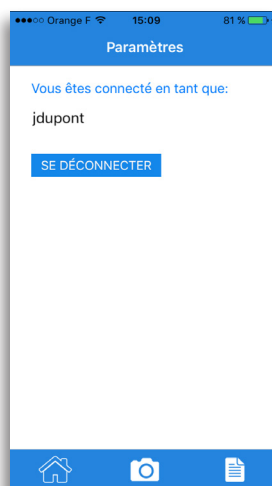 Orange F 15:09 81 %
Paramètres
Vous êtes connecté en tant que:
jdupont
SE DÉCONNECTER